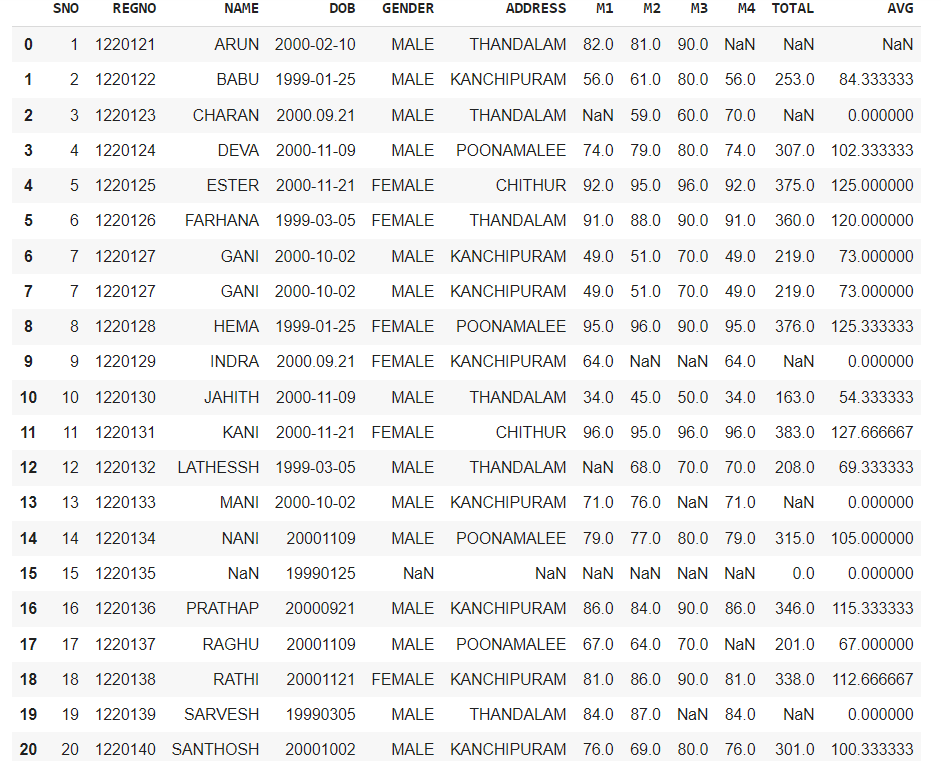 SNO REGNO NAME DOB GENDER ADDRESS M1 M2 M3 M4 TOTAL AVG
0 1 1220121 ARUN 2000-02-10 MALE THANDALAM 82.0 81.0 90.0 NaN NaN NaN
1 2 1220122 BABU 1999-01-25 MALE KANCHIPURAM 56.0 61.0 80.0 56.0 253.0 84.333333
2 3 1220123 CHARAN 2000.09.21 MALE THANDALAM NaN 59.0 60.0 70.0 NaN 0.000000
3 4 1220124 DEVA 2000-11-09 MALE POONAMALEE 74.0 79.0 80.0 74.0 307.0 102.333333
4 5 1220125 ESTER 2000-11-21 FEMALE CHITHUR 92.0 95.0 96.0 92.0 375.0 125.000000
5 6 1220126 FARHANA 1999-03-05 FEMALE THANDALAM 91.0 88.0 90.0 91.0 360.0 120.000000
6 7 1220127 GANI 2000-10-02 MALE KANCHIPURAM 49.0 51.0 70.0 49.0 219.0 73.000000
7 7 1220127 GANI 2000-10-02 MALE KANCHIPURAM 49.0 51.0 70.0 49.0 219.0 73.000000
8 8 1220128 HEMA 1999-01-25 FEMALE POONAMALEE 95.0 96.0 90.0 95.0 376.0 125.333333
9 9 1220129 INDRA 2000.09.21 FEMALE KANCHIPURAM 64.0 NaN NaN 64.0 NaN 0.000000
10 10 1220130 JAHITH 2000-11-09 MALE THANDALAM 34.0 45.0 50.0 34.0 163.0 54.333333
11 11 1220131 KANI 2000-11-21 FEMALE CHITHUR 96.0 95.0 96.0 96.0 383.0 127.666667
12 12 1220132 LATHESSH 1999-03-05 MALE THANDALAM NaN 68.0 70.0 70.0 208.0 69.333333
13 13 1220133 MANI 2000-10-02 MALE KANCHIPURAM 71.0 76.0 NaN 71.0 NaN 0.000000
14 14 1220134 NANI 20001109 MALE POONAMALEE 79.0 77.0 80.0 79.0 315.0 105.000000
15 15 1220135 NaN 19990125 NaN NaN NaN NaN NaN NaN 0.0 0.000000
16 16 1220136 PRATHAP 20000921 MALE KANCHIPURAM 86.0 84.0 90.0 86.0 346.0 115.333333
17 17 1220137 RAGHU 20001109 MALE POONAMALEE 67.0 64.0 70.0 NaN 201.0 67.000000
18 18 1220138 RATHI 20001121 FEMALE KANCHIPURAM 81.0 86.0 90.0 81.0 338.0 112.666667
19 19 1220139 SARVESH 19990305 MALE THANDALAM 84.0 87.0 NaN 84.0 NaN 0.000000
20 20 1220140 SANTHOSH 20001002 MALE KANCHIPURAM 76.0 69.0 80.0 76.0 301.0 100.333333